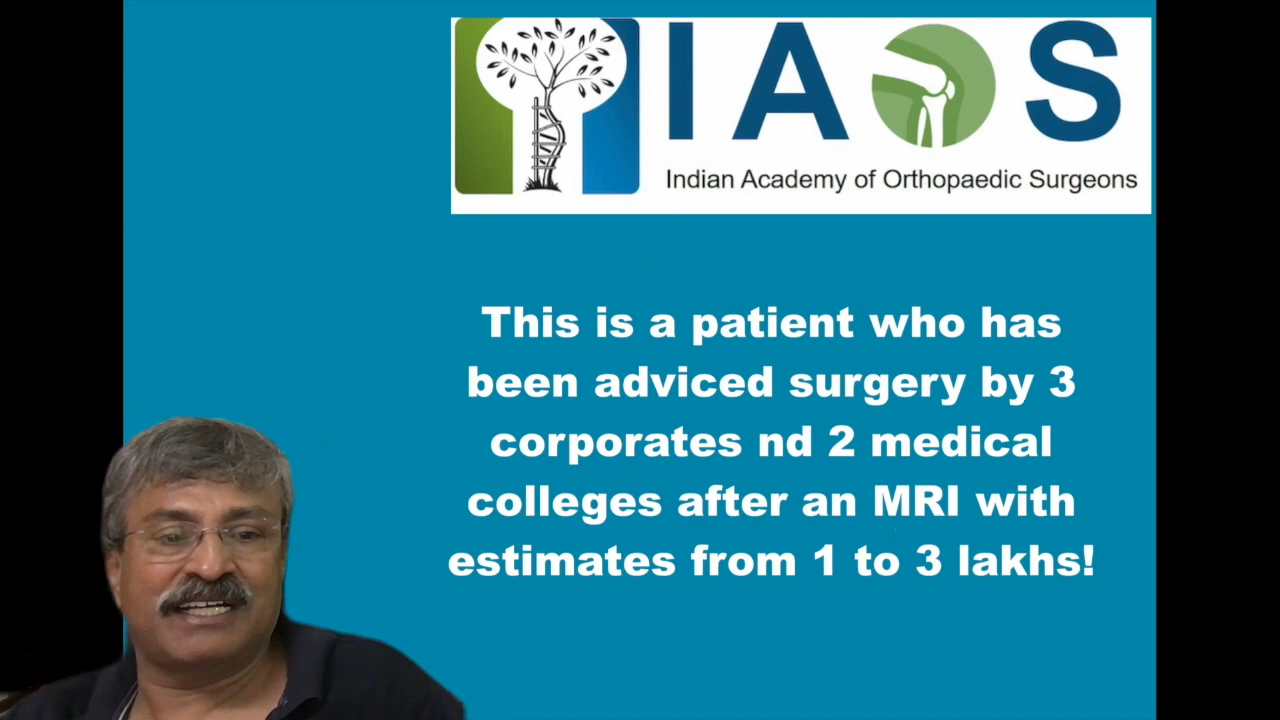 IAOS
Indian Academy of Orthopaedic Surgeons
This is a patient who has
been adviced surgery by 3
corporates nd 2 medical
colleges after an MRI with
estimates from 1 to 3 lakhs!